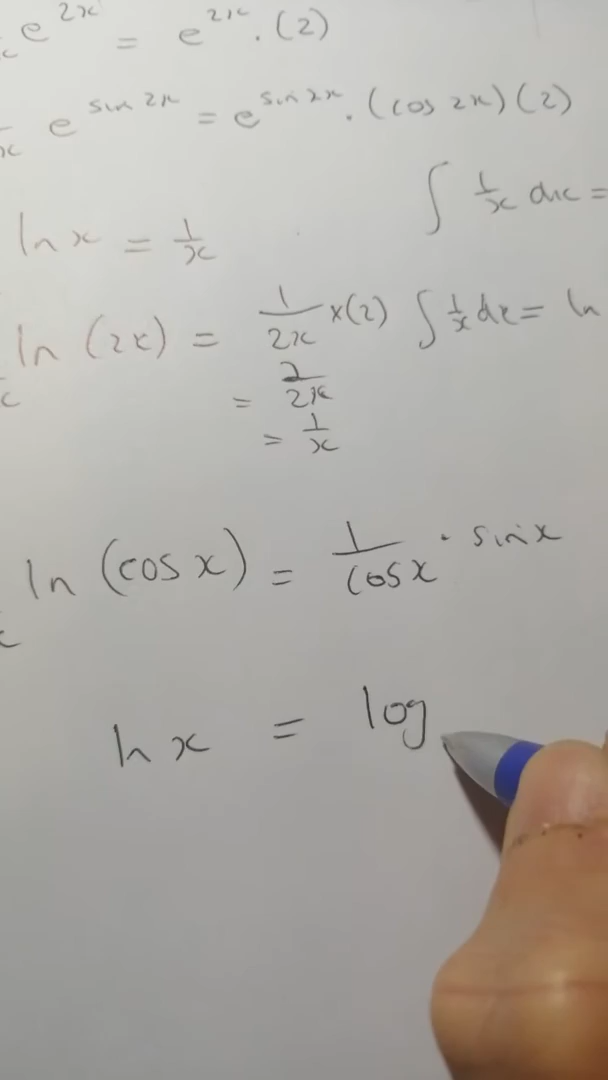 e^{2x} = e^{2x}.(2)
e^{sin 2x} = e^{sin 2x}.(cos 2x)(2)
∫ 1/x dx =
ln x = 1/x
ln (2x) = 1/2x x(2) ∫ 1/x dx = ln
= 2/2x
= 1/x
ln (cos x) = 1/cos x · sin x
ln x = log